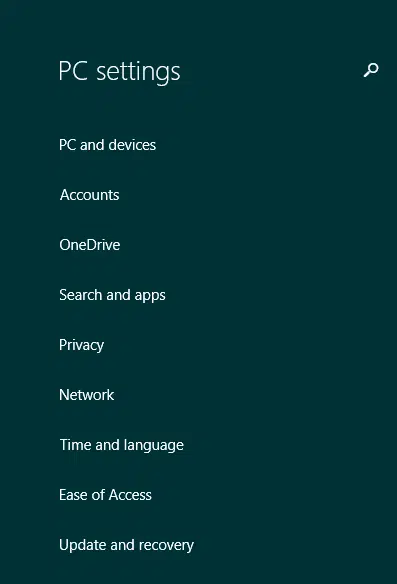 PC settings
PC and devices
Accounts
OneDrive
Search and apps
Privacy
Network
Time and language
Ease of Access
Update and recovery